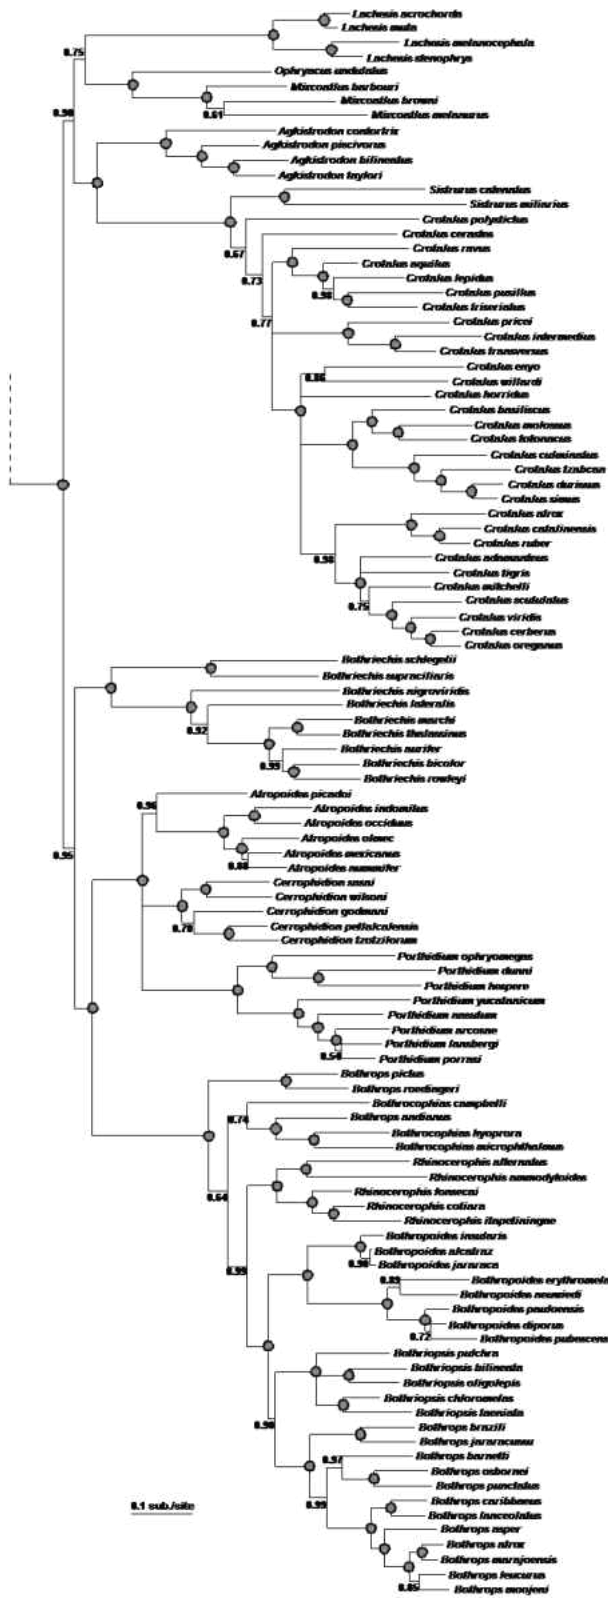 Lachesis acrochorda
Lachesis muta
Lachesis melanocephala
Lachesis stenophrys
0.75
Ophryacus undulatus
Mixcoatlus barbouri
0.90
Mixcoatlus browni
0.61
Mixcoatlus melanurus
Agkistrodon contortrix
Agkistrodon piscivorus
Agkistrodon bilineatus
Agkistrodon taylori
Sistrurus catenatus
Sistrurus miliarius
Crotalus polystictus
Crotalus cerastes
Crotalus ravus
0.67
Crotalus aquilus
0.73
Crotalus lepidus
Crotalus pusillus
0.98
Crotalus triseriatus
Crotalus pricei
0.77
Crotalus intermedius
Crotalus transversus
Crotalus enyo
0.86
Crotalus willardi
Crotalus horridus
Crotalus basiliscus
Crotalus molossus
Crotalus totonacus
Crotalus culminatus
Crotalus tzabcan
Crotalus durissus
Crotalus simus
Crotalus atrox
Crotalus catalinensis
Crotalus ruber
Crotalus adamanteus
0.98
Crotalus tigris
Crotalus mitchelli
Crotalus scutulatus
0.75
Crotalus viridis
Crotalus cerberus
Crotalus oreganus
Bothriechis schlegelii
Bothriechis supraciliaris
Bothriechis nigroviridis
Bothriechis lateralis
Bothriechis marchi
0.92
Bothriechis thalassinus
Bothriechis aurifer
Bothriechis bicolor
0.99
Bothriechis rowleyi
Atropoides picadoi
0.96
Atropoides indomitus
Atropoides occiduus
Atropoides olmec
0.95
Atropoides mexicanus
0.88
Atropoides nummifer
Cerrophidion sasai
Cerrophidion wilsoni
Cerrophidion godmani
Cerrophidion petlalcalensis
0.70
Cerrophidion tzotzilorum
Porthidium ophryomegas
Porthidium dunni
Porthidium hespere
Porthidium yucatanicum
Porthidium nasutum
Porthidium arcosae
Porthidium lansbergi
Porthidium porrasi
Bothrops pictus
Bothrops roedingeri
Bothrocophias campbelli
0.74
Bothrops andianus
Bothrocophias hyoprora
Bothrocophias microphthalmus
Rhinocerophis alternatus
Rhinocerophis ammodytoides
0.64
Rhinocerophis fonsecai
Rhinocerophis cotiara
Rhinocerophis itapetiningae
Bothropoides insularis
Bothropoides alcatraz
0.90
Bothropoides jararaca
0.99
Bothropoides erythromela
0.89
Bothropoides neuwiedi
Bothropoides pauloensis
Bothropoides diporus
0.72
Bothropoides pubescens
Bothriopsis pulchra
Bothriopsis bilineata
Bothriopsis oligolepis
Bothriopsis chloromelas
Bothriopsis taeniata
0.90
Bothrops brazili
Bothrops jararacussu
Bothrops barnetti
0.97
Bothrops osbornei
Bothrops punctatus
Bothrops caribbaeus
0.99
0.1 sub./site
Bothrops lanceolatus
Bothrops asper
Bothrops atrox
Bothrops marajoensis
Bothrops leucurus
0.85
Bothrops moojeni